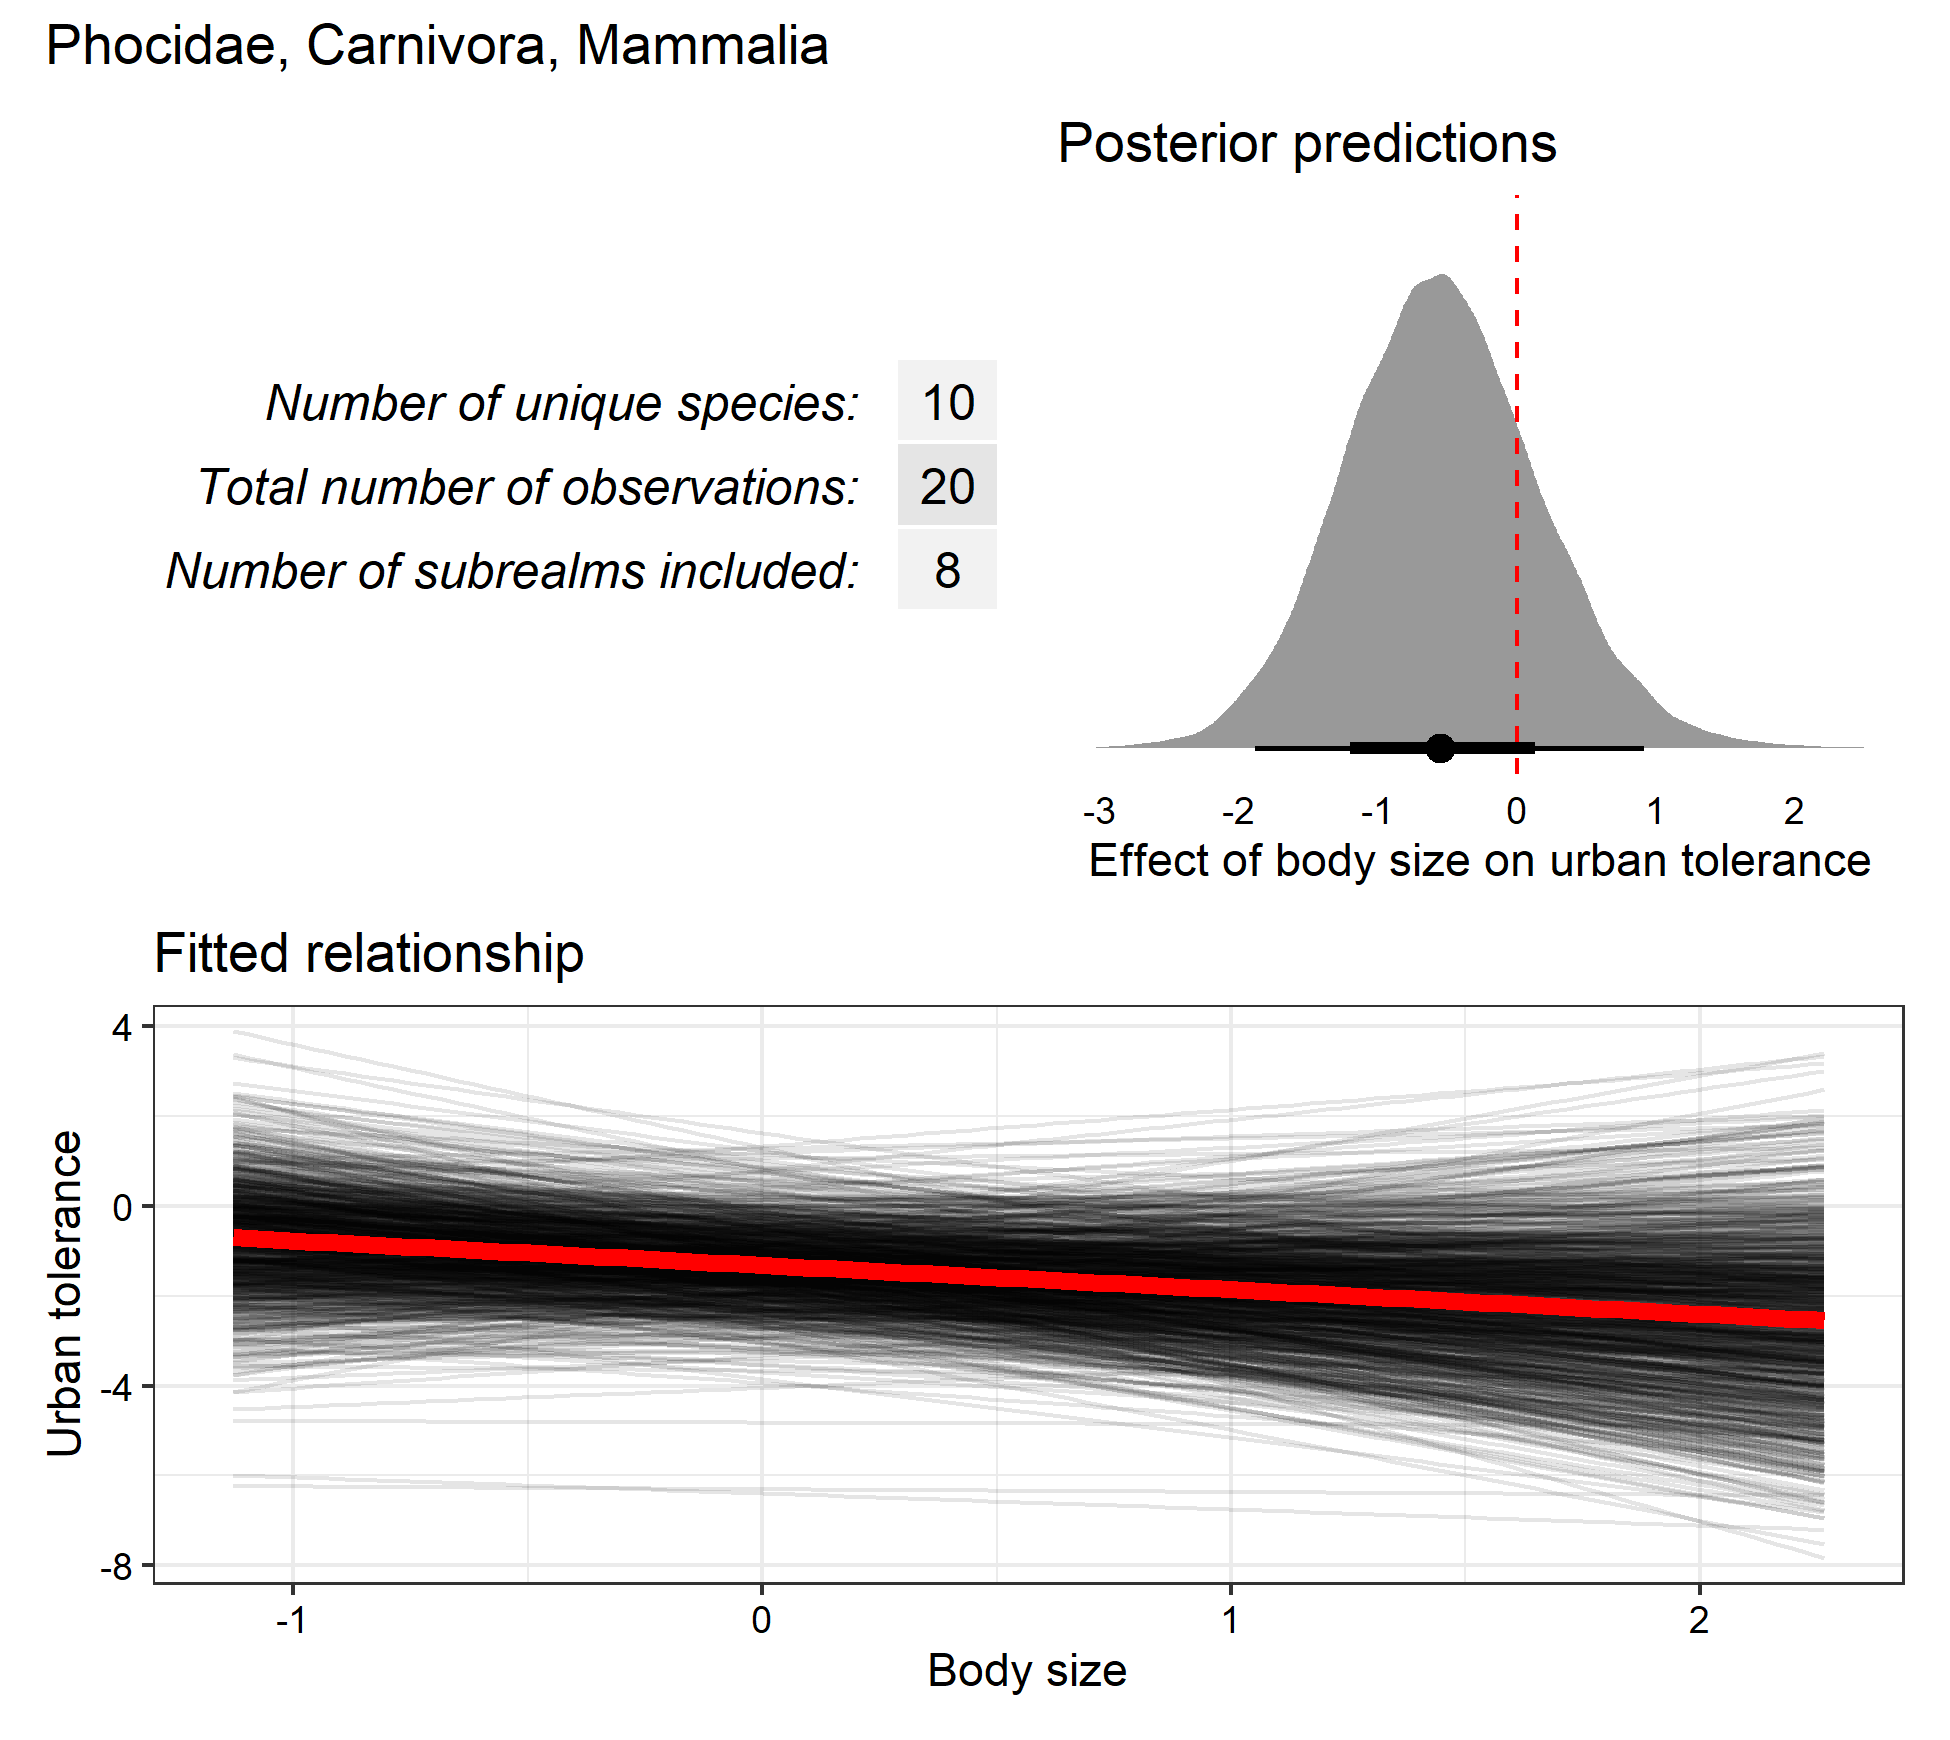 Phocidae, Carnivora, Mammalia
Posterior predictions
Number of unique species: 10
Total number of observations: 20
Number of subrealms included: 8
-3 -2 -1 0 1 2
Effect of body size on urban tolerance
Fitted relationship
Urban tolerance
4
0
-4
-8
-1 0 1 2
Body size